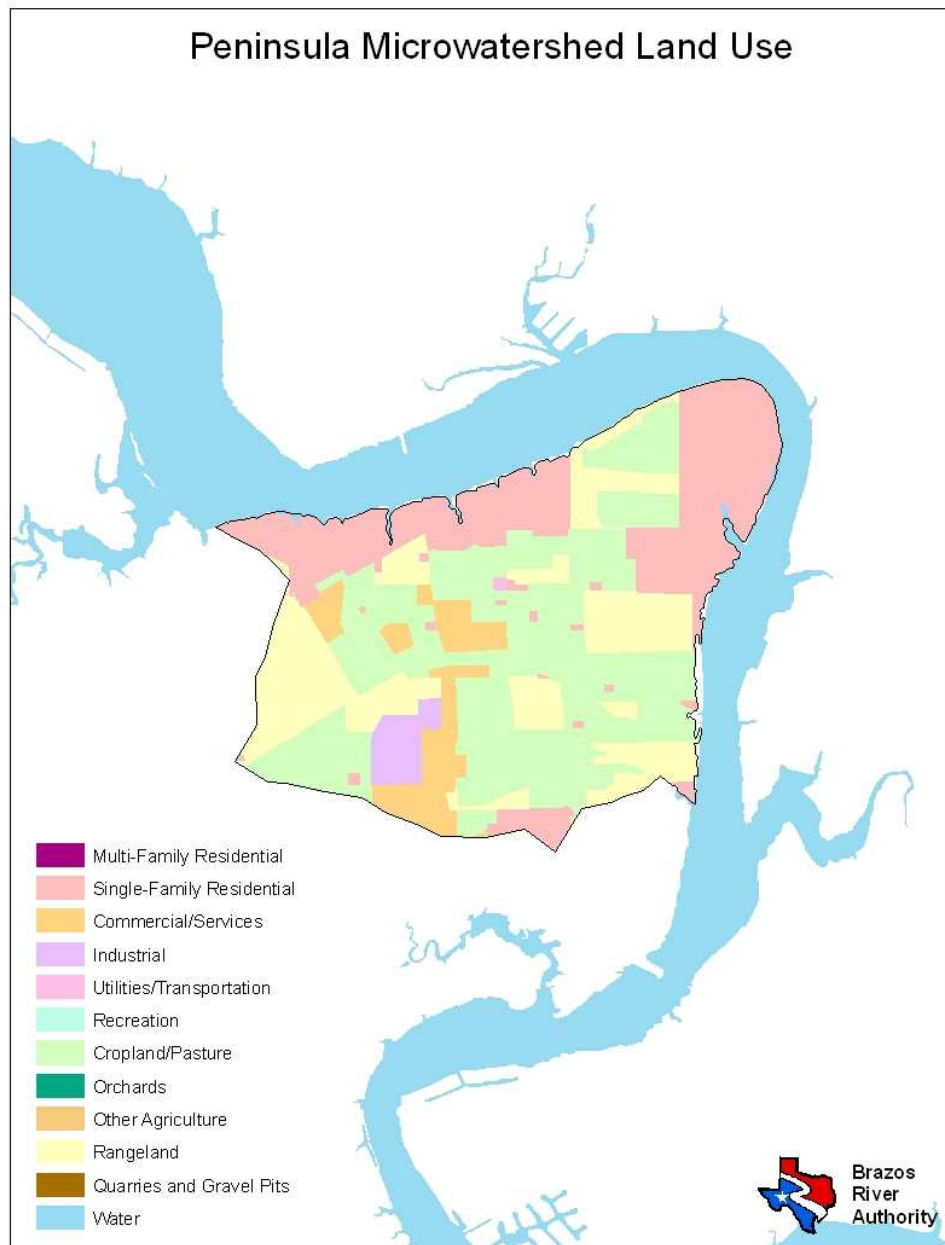 Peninsula Microwatershed Land Use
Multi-Family Residential
Single-Family Residential
Commercial/Services
Industrial
Utilities/Transportation
Recreation
Cropland/Pasture
Orchards
Other Agriculture
Rangeland
Quarries and Gravel Pits
Water
Brazos
River
Authority